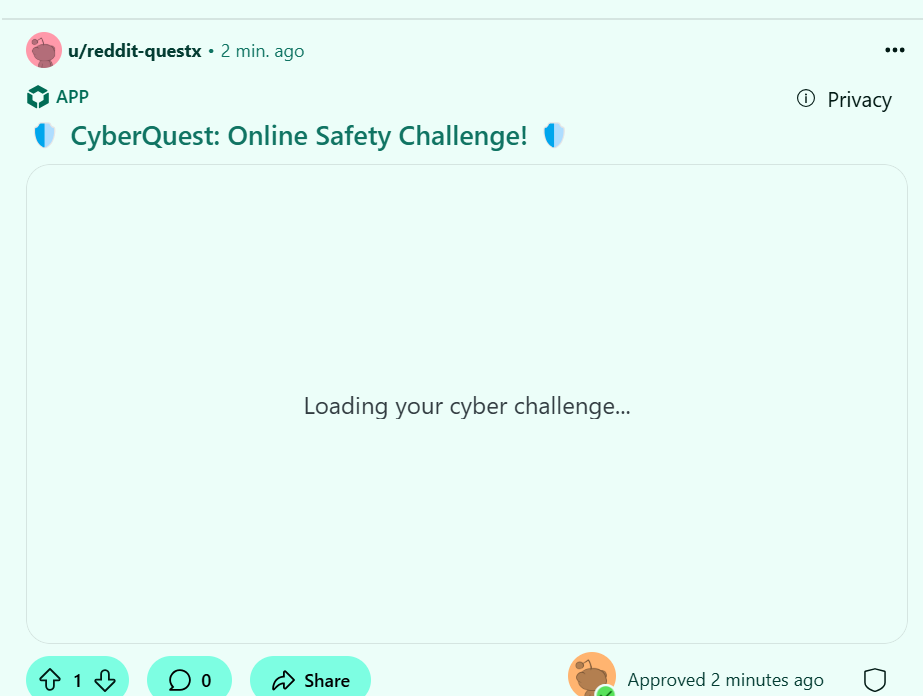 u/reddit-questx • 2 min. ago
APP
Privacy
CyberQuest: Online Safety Challenge!
Loading your cyber challenge...
1
0
Share
Approved 2 minutes ago